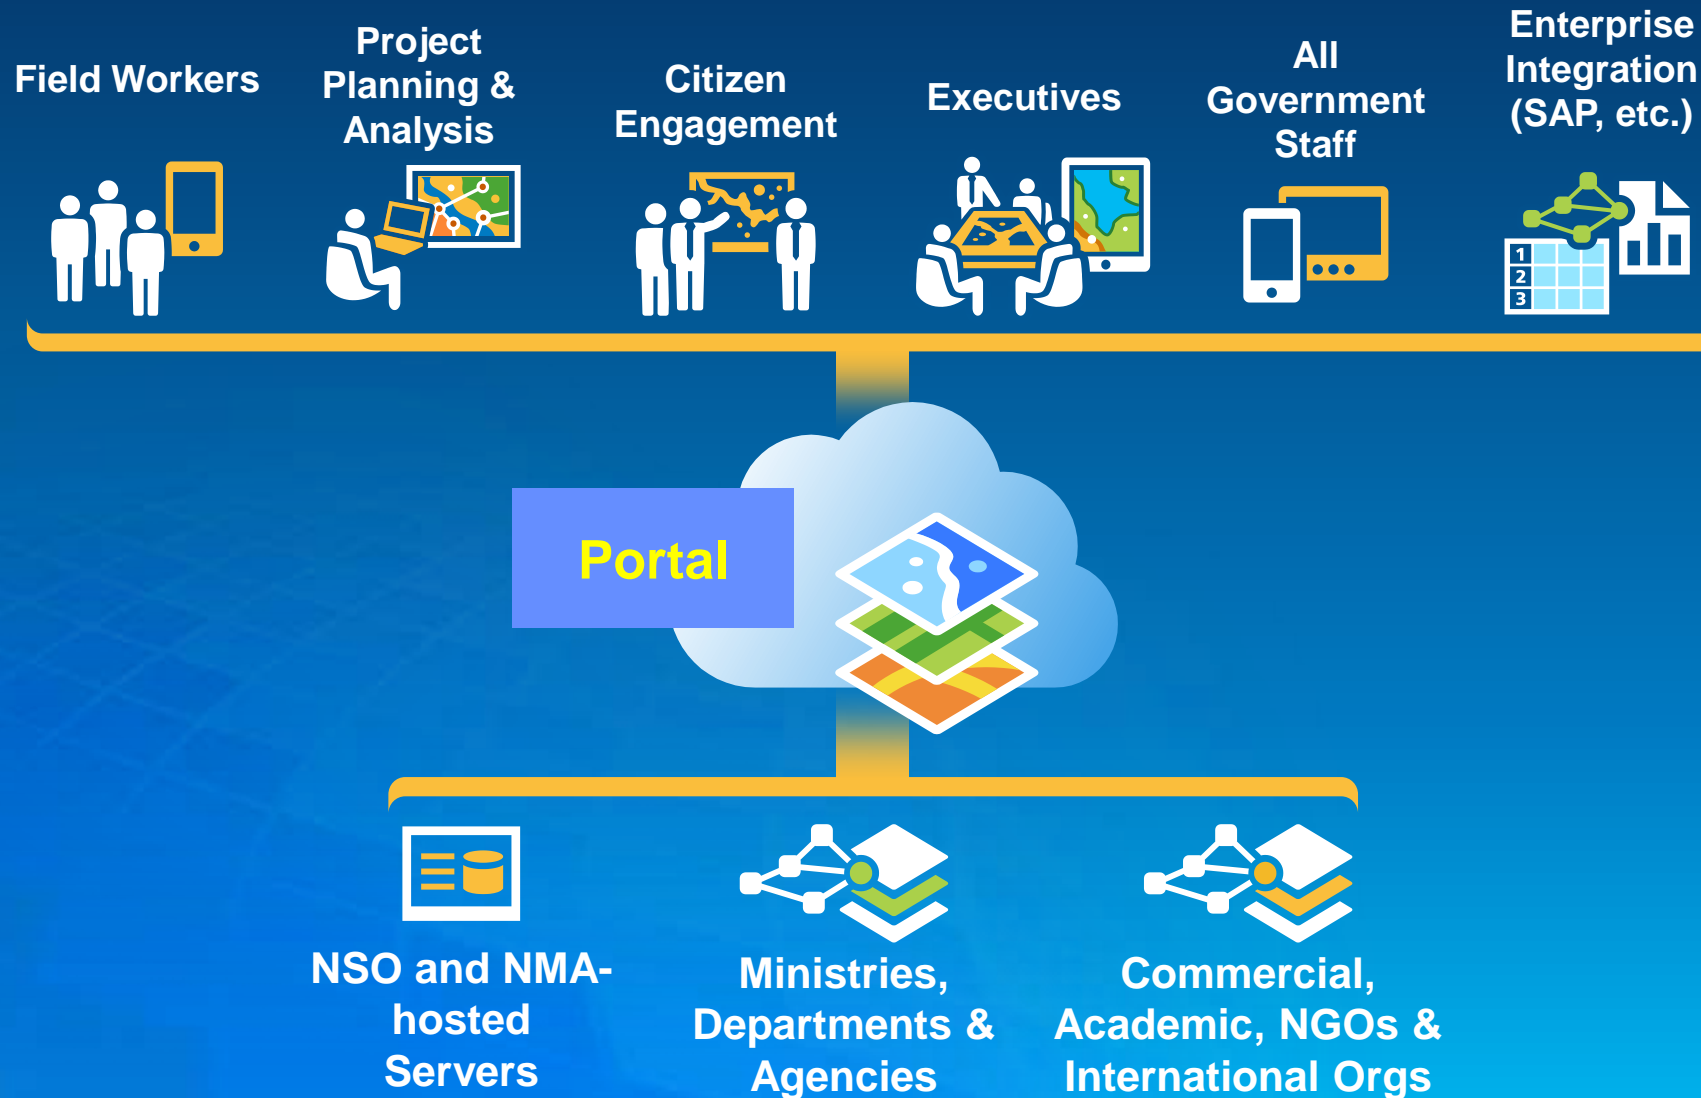 Field Workers
Project
Planning &
Analysis
Citizen
Engagement
Executives
All
Government
Staff
Enterprise
Integration
(SAP, etc.)
1
2
3
Portal
NSO and NMA-
hosted
Servers
Ministries,
Departments &
Agencies
Commercial,
Academic, NGOs &
International Orgs